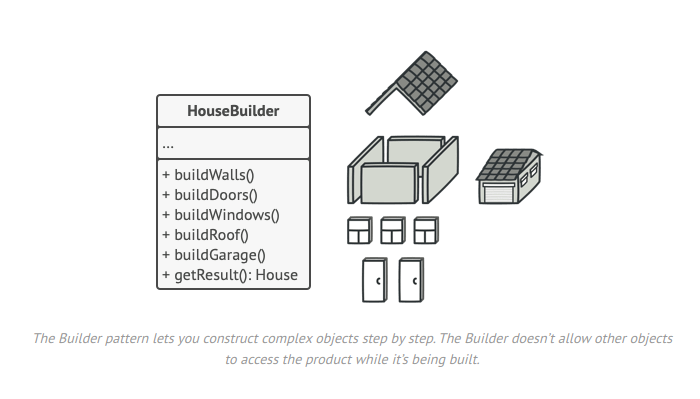 HouseBuilder
...
+ buildWalls()
+ buildDoors()
+ buildWindows()
+ buildRoof()
+ buildGarage()
+ getResult(): House
The Builder pattern lets you construct complex objects step by step. The Builder doesn’t allow other objects
to access the product while it’s being built.